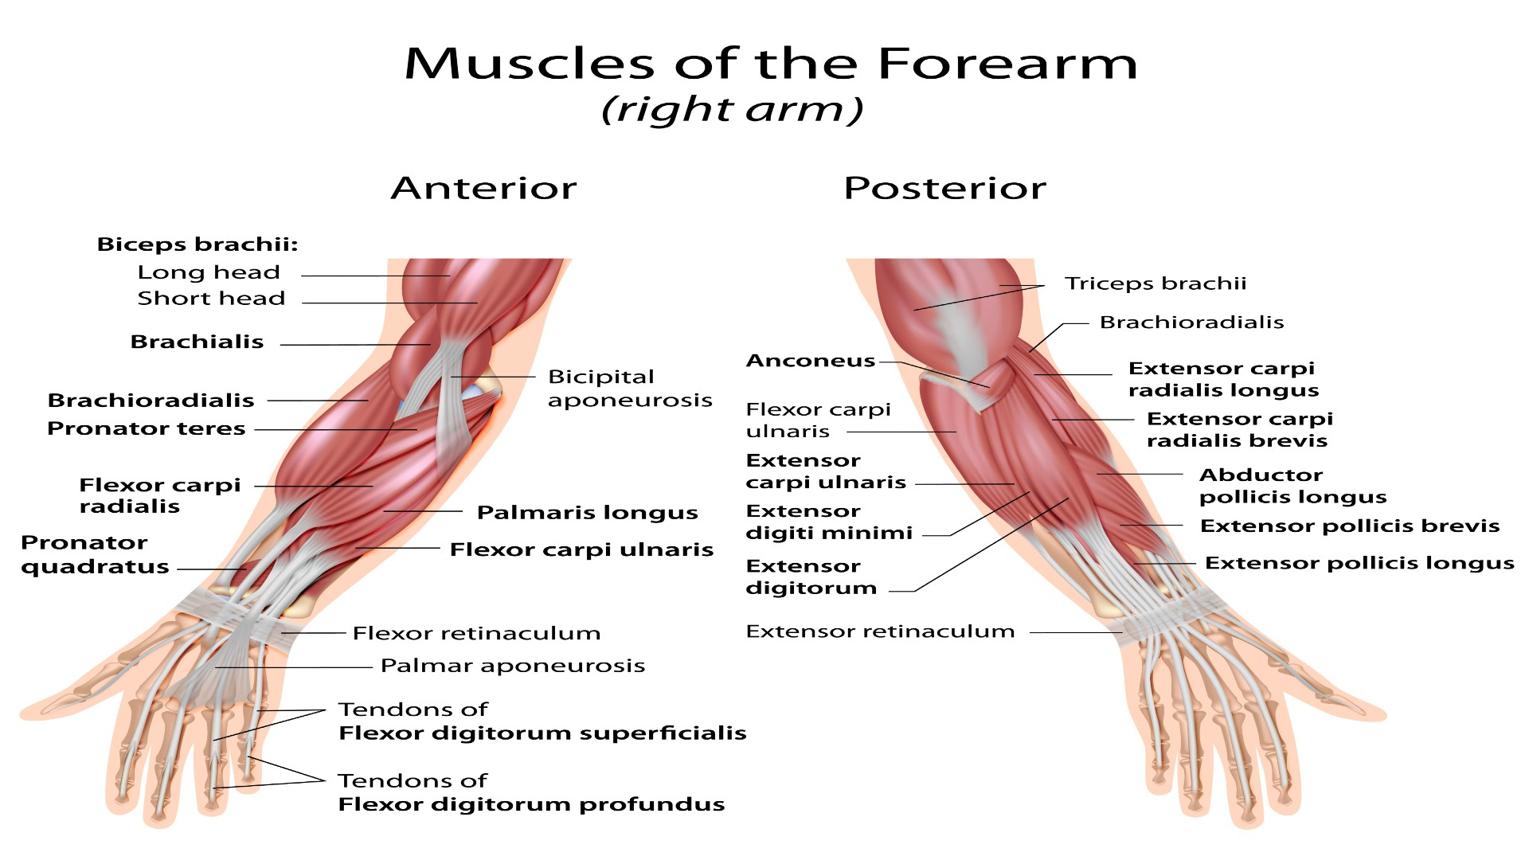 Muscles of the Forearm
(right arm)
Anterior
Biceps brachii:
Long head
Short head
Brachialis
Brachioradialis
Pronator teres
Flexor carpi
radialis
Pronator
quadratus
Bicipital
aponeurosis
Palmaris longus
Flexor carpi ulnaris
Flexor retinaculum
Palmar aponeurosis
Tendons of
Flexor digitorum superficialis
Tendons of
Flexor digitorum profundus
Posterior
Anconeus
Flexor carpi
ulnaris
Extensor
carpi ulnaris
Extensor
digiti minimi
Extensor
digitorum
Extensor retinaculum
Triceps brachii
Brachioradialis
Extensor carpi
radialis longus
Extensor carpi
radialis brevis
Abductor
pollicis longus
Extensor pollicis brevis
Extensor pollicis longus